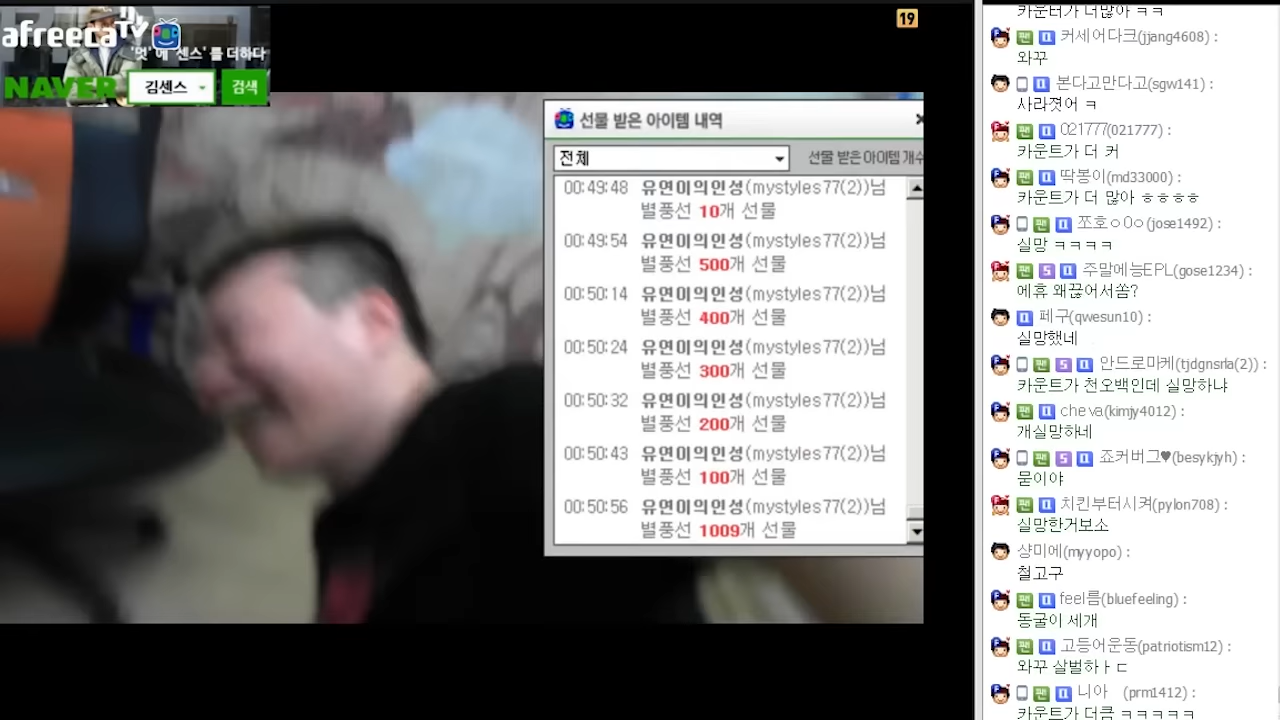 afreecaTV
'멋'에 '센스'를 더하다
NAVER 김센스 검색
19
선물 받은 아이템 내역
전체 선물 받은 아이템 개수
00:49:48 유연이의인성(mystyles77(2))님
별풍선 10개 선물
00:49:54 유연이의인성(mystyles77(2))님
별풍선 500개 선물
00:50:14 유연이의인성(mystyles77(2))님
별풍선 400개 선물
00:50:24 유연이의인성(mystyles77(2))님
별풍선 300개 선물
00:50:32 유연이의인성(mystyles77(2))님
별풍선 200개 선물
00:50:43 유연이의인성(mystyles77(2))님
별풍선 100개 선물
00:50:56 유연이의인성(mystyles77(2))님
별풍선 1009개 선물
카운터가 더많아 ㅋㅋ
팬 커세어다크(jjang4608) :
와꾸
본다고만다고(sgw141) :
사라졋어 ㅋ
팬 021777(021777) :
카운트가 더 커
팬 딱봉이(md33000) :
카운트가 더 많아 ㅎㅎㅎㅎ
팬 쪼호ㅇ0ㅇ(jose1492) :
실망 ㅋㅋㅋㅋ
팬 S 주말예능EPL(gose1234) :
에휴 왜끊어서쏨?
페구(qwesun10) :
실망했네
팬 S 안드로마케(tjdgnsrla(2)) :
카운트가 천오백인데 실망하냐
팬 cheya(kimjy4012) :
개실망하네
팬 S 죠커버그♥(besykjyh) :
묻이야
팬 치킨부터시켜(pylon708) :
실망한거보소
샹미에(myyopo) :
철고구
팬 feel름(bluefeeling) :
동굴이 세개
팬 고등어운동(patriotism12) :
와꾸 살벌하ㅏㄷ
팬 니아 (prm1412) :
카운트가 더큼 ㅋㅋㅋㅋㅋ